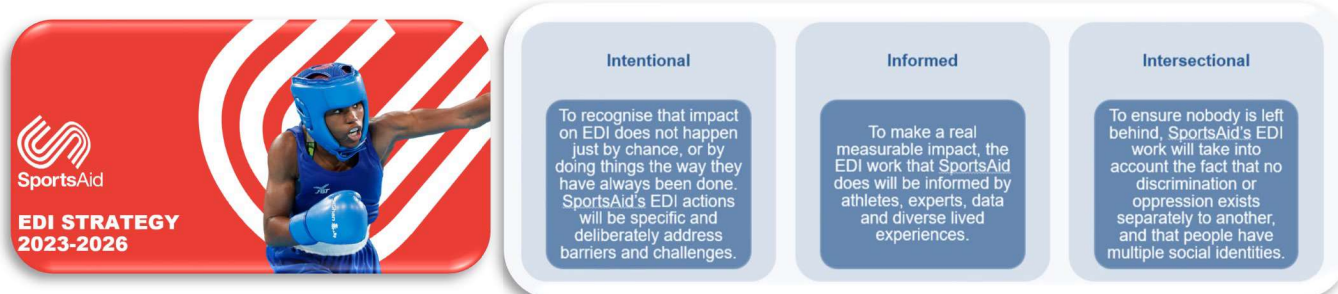 SportsAid
EDI STRATEGY
2023-2026
Intentional
To recognise that impact
on EDI does not happen
just by chance, or by
doing things the way they
have always been done.
SportsAid's EDI actions
will be specific and
deliberately address
barriers and challenges.
Informed
To make a real
measurable impact, the
EDI work that SportsAid
does will be informed by
athletes, experts, data
and diverse lived
experiences.
Intersectional
To ensure nobody is left
behind, SportsAid's EDI
work will take into
account the fact that no
discrimination or
oppression exists
separately to another,
and that people have
multiple social identities.